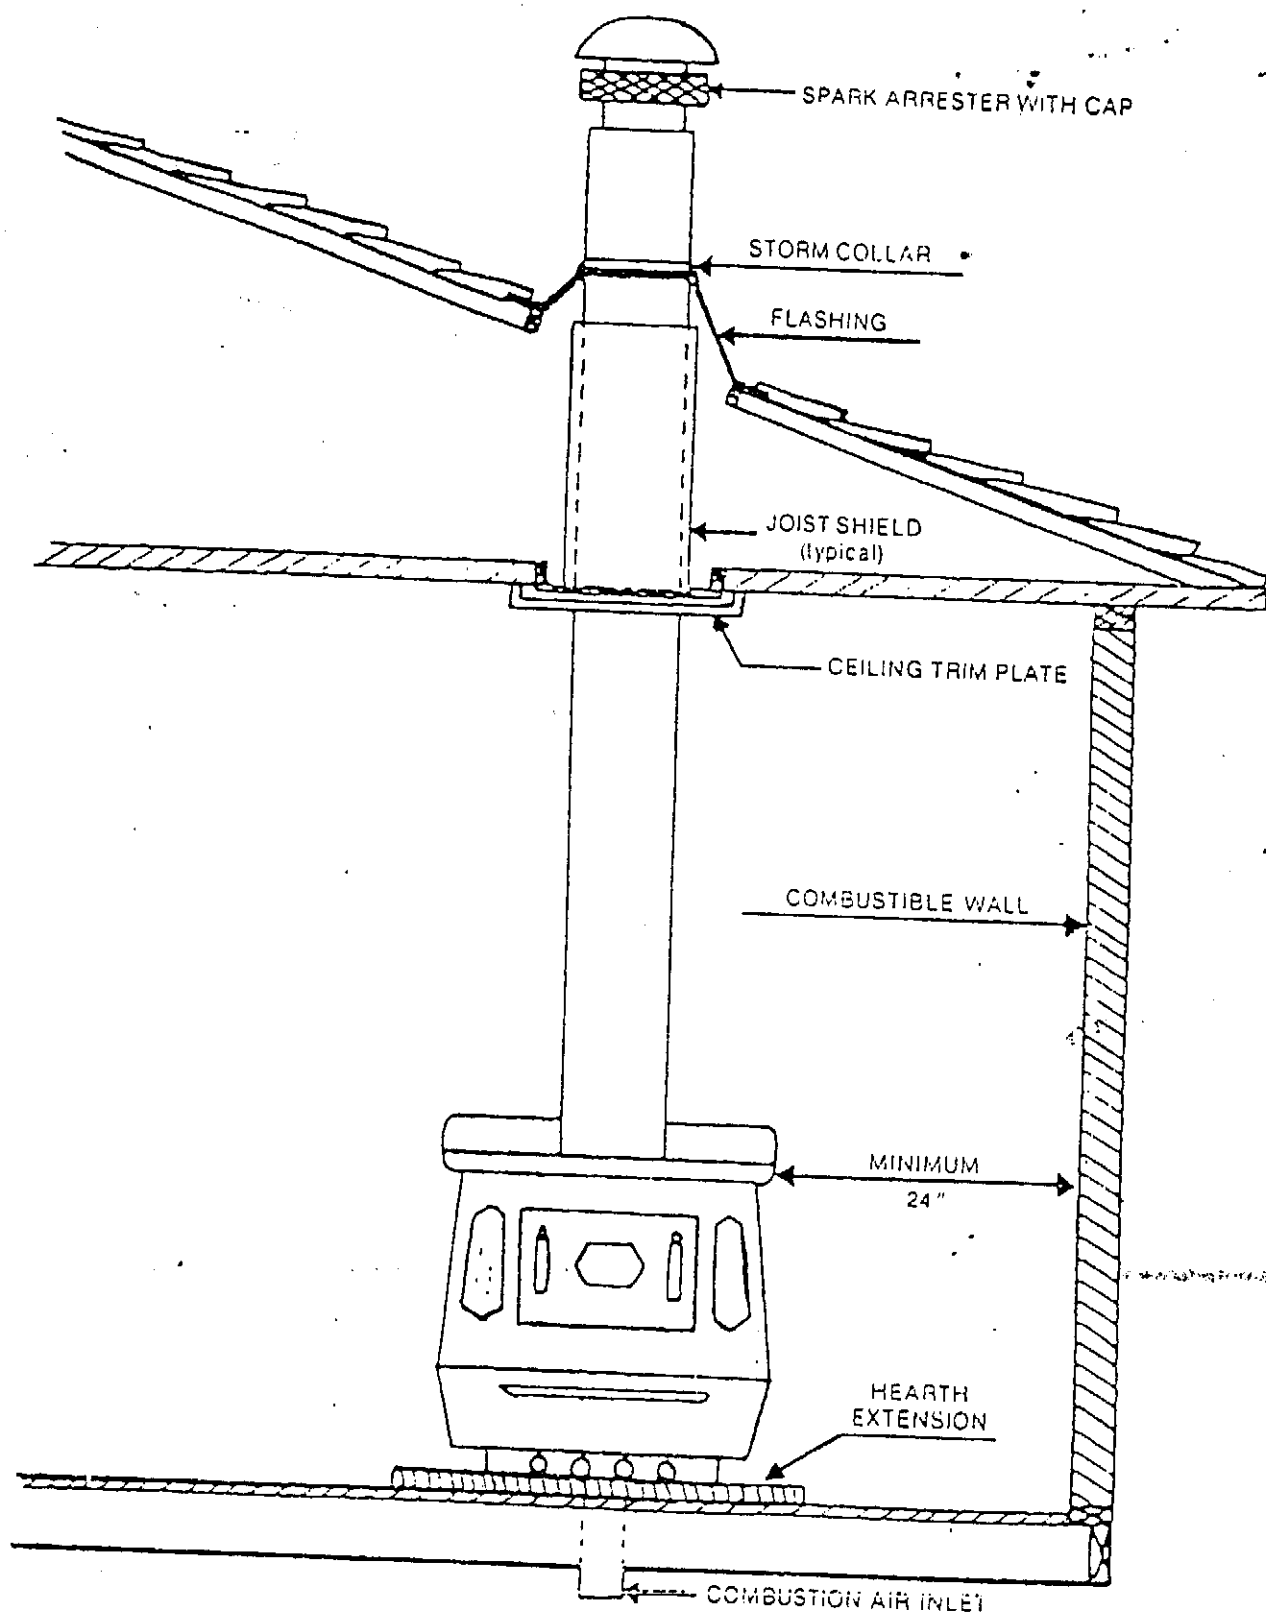 SPARK ARRESTER WITH CAP
STORM COLLAR
FLASHING
JOIST SHIELD
(typical)
CEILING TRIM PLATE
COMBUSTIBLE WALL
MINIMUM
24"
HEARTH
EXTENSION
COMBUSTION AIR INLET